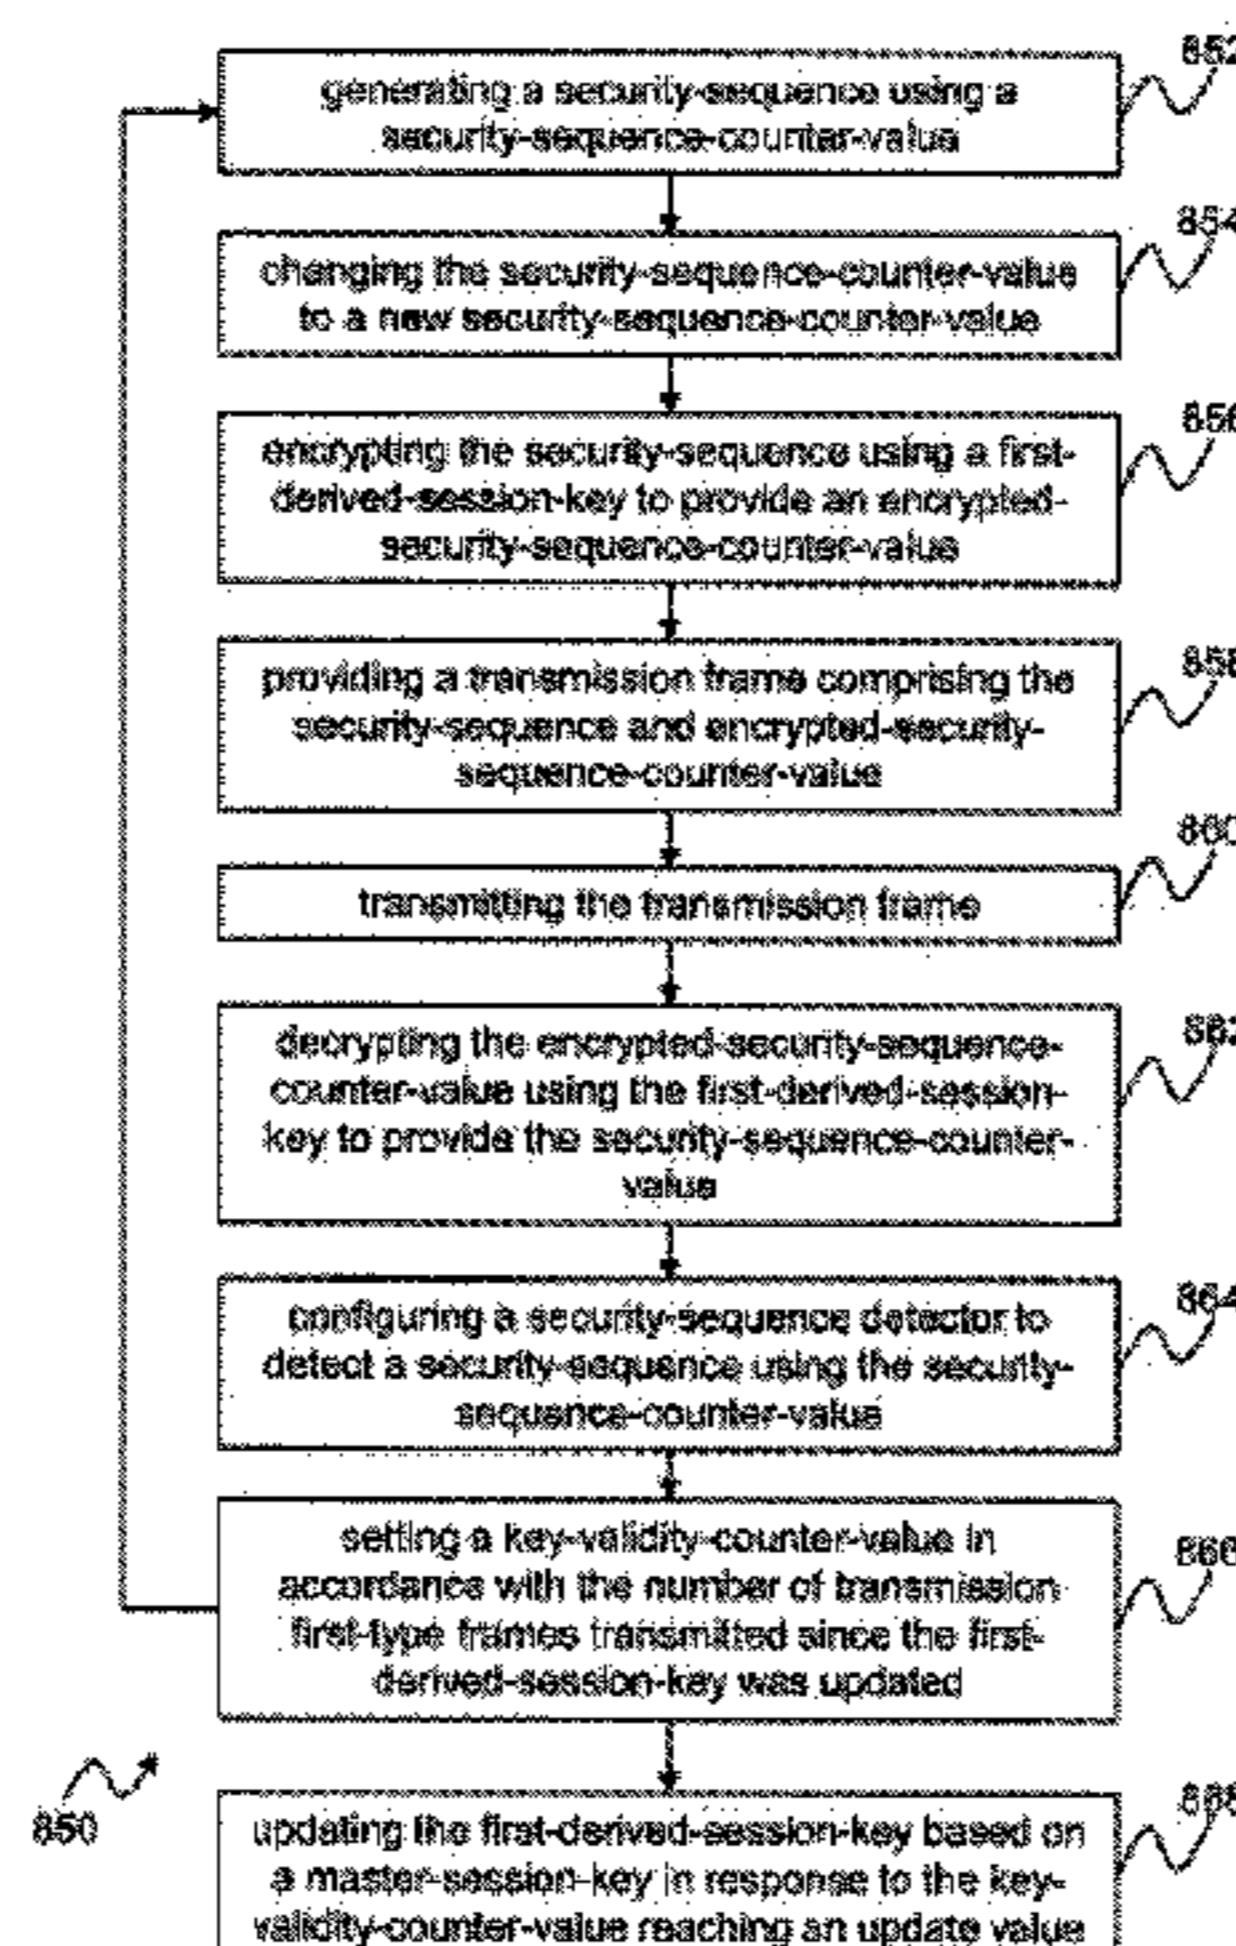 852
generating a security-sequence using a
security-sequence-counter-value
854
changing the security-sequence-counter-value
to a new security-sequence-counter-value
856
encrypting the security-sequence using a first-
derived-session-key to provide an encrypted-
security-sequence-counter-value
858
providing a transmission frame comprising the
security-sequence and encrypted-security-
sequence-counter-value
860
transmitting the transmission frame
862
decrypting the encrypted-security-sequence-
counter-value using the first-derived-session-
key to provide the security-sequence-counter-
value
864
configuring a security-sequence detector to
detect a security-sequence using the security-
sequence-counter-value
866
setting a key-validity-counter-value in
accordance with the number of transmission
first-type frames transmitted since the first-
derived-session-key was updated
850
868
updating the first-derived-session-key based on
a master-session-key in response to the key-
validity-counter-value reaching an update value